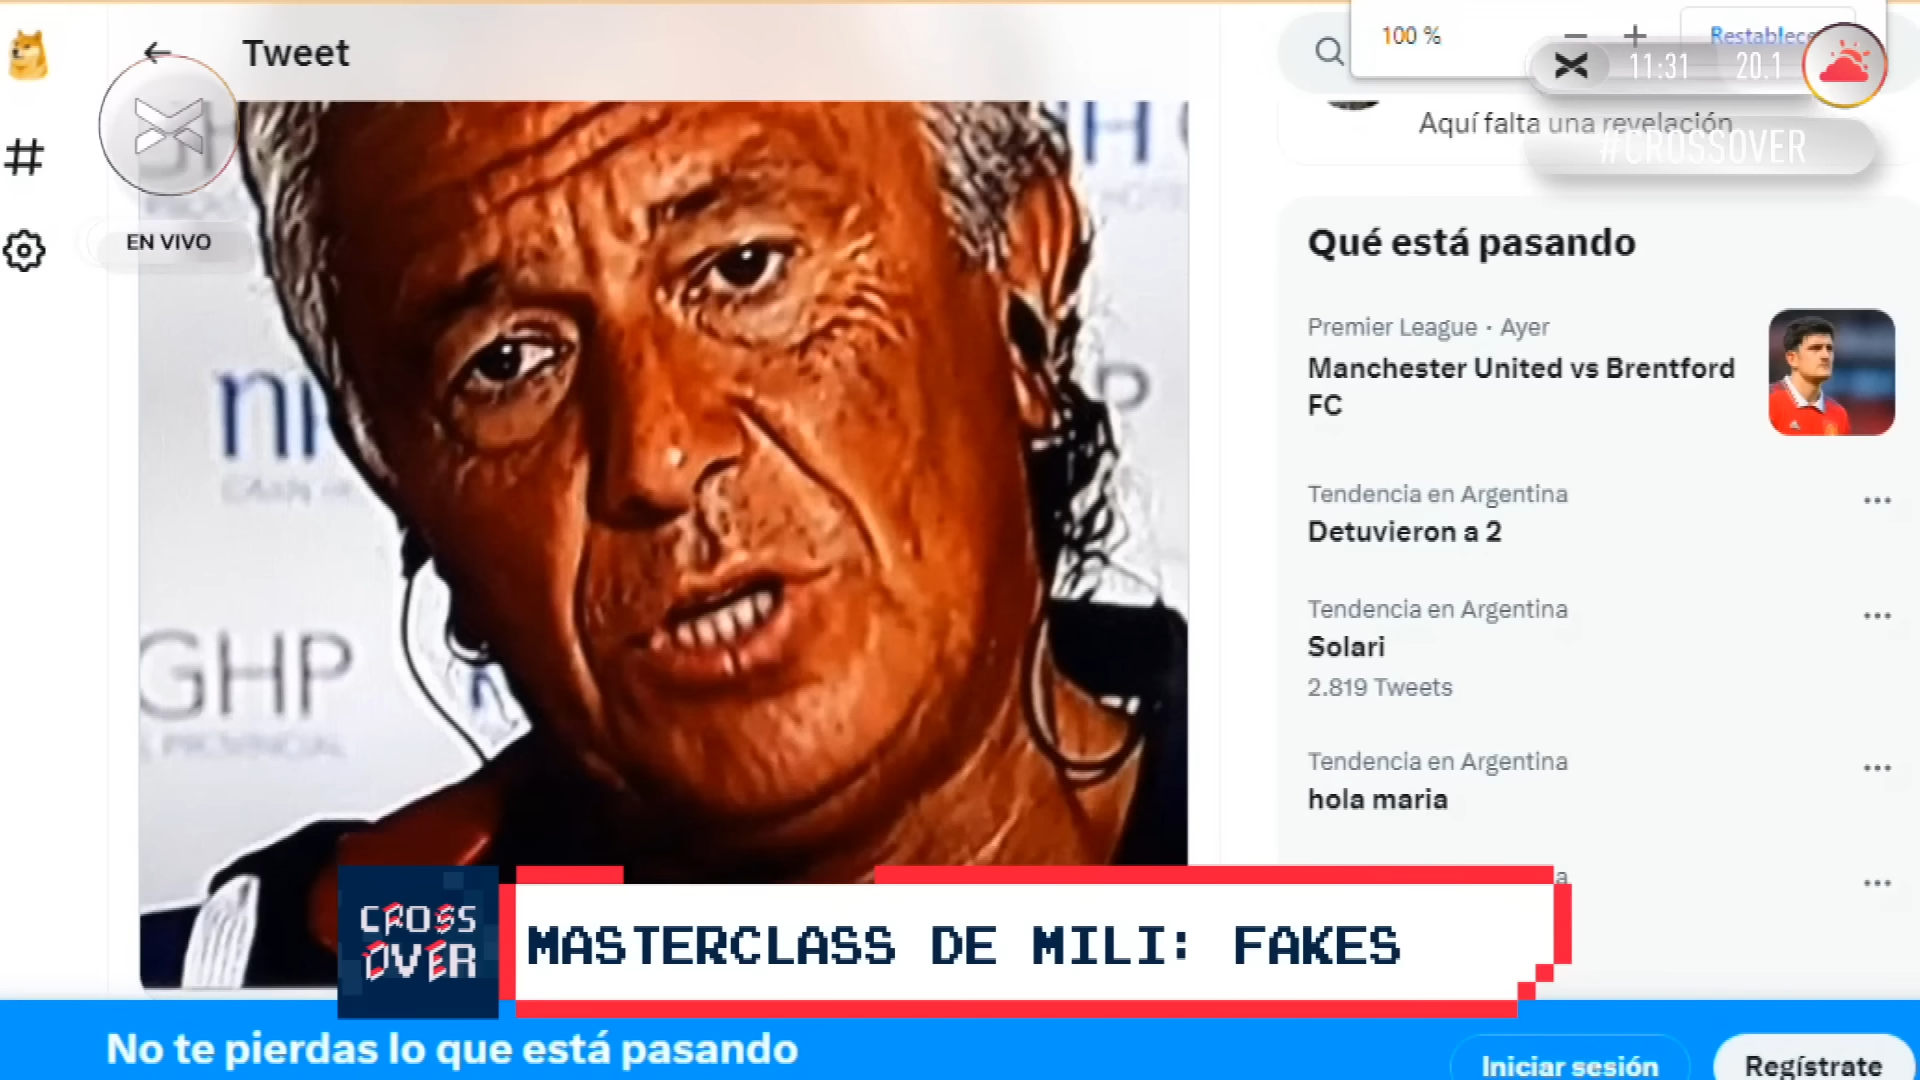 Tweet
100 %
Restablece
11:31
20.1
Aquí falta una revelación
#CROSSOVER
EN VIVO
Qué está pasando
Premier League · Ayer
Manchester United vs Brentford
FC
Tendencia en Argentina
Detuvieron a 2
Tendencia en Argentina
Solari
2.819 Tweets
Tendencia en Argentina
hola maria
GHP
PROVINCIAL
CROSS
OVER
MASTERCLASS DE MILI: FAKES
No te pierdas lo que está pasando
Iniciar sesión
Regístrate